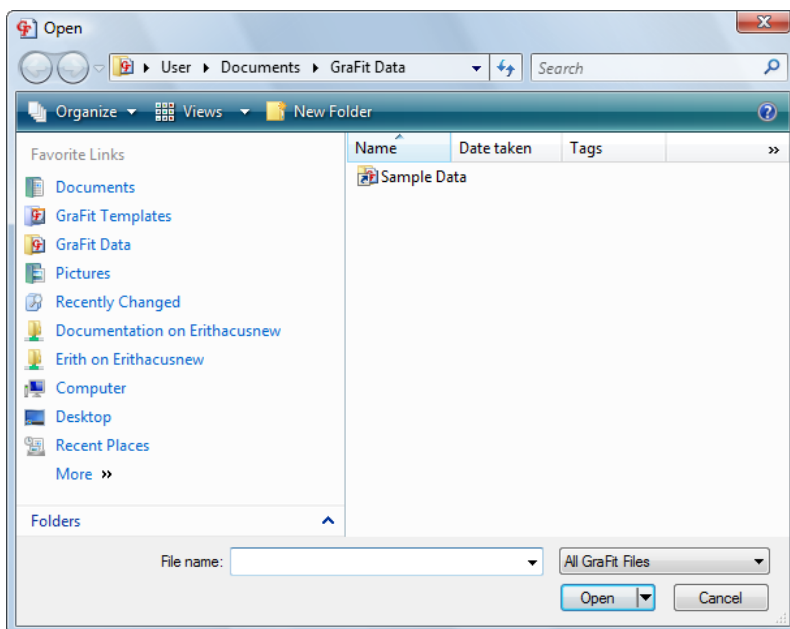 Open
User Documents GraFit Data Search
Organize Views New Folder
Favorite Links
Documents
GraFit Templates
GraFit Data
Pictures
Recently Changed
Documentation on Erithacusnew
Erith on Erithacusnew
Computer
Desktop
Recent Places
More »
Folders
Name Date taken Tags »
Sample Data
File name: All GraFit Files
Open Cancel